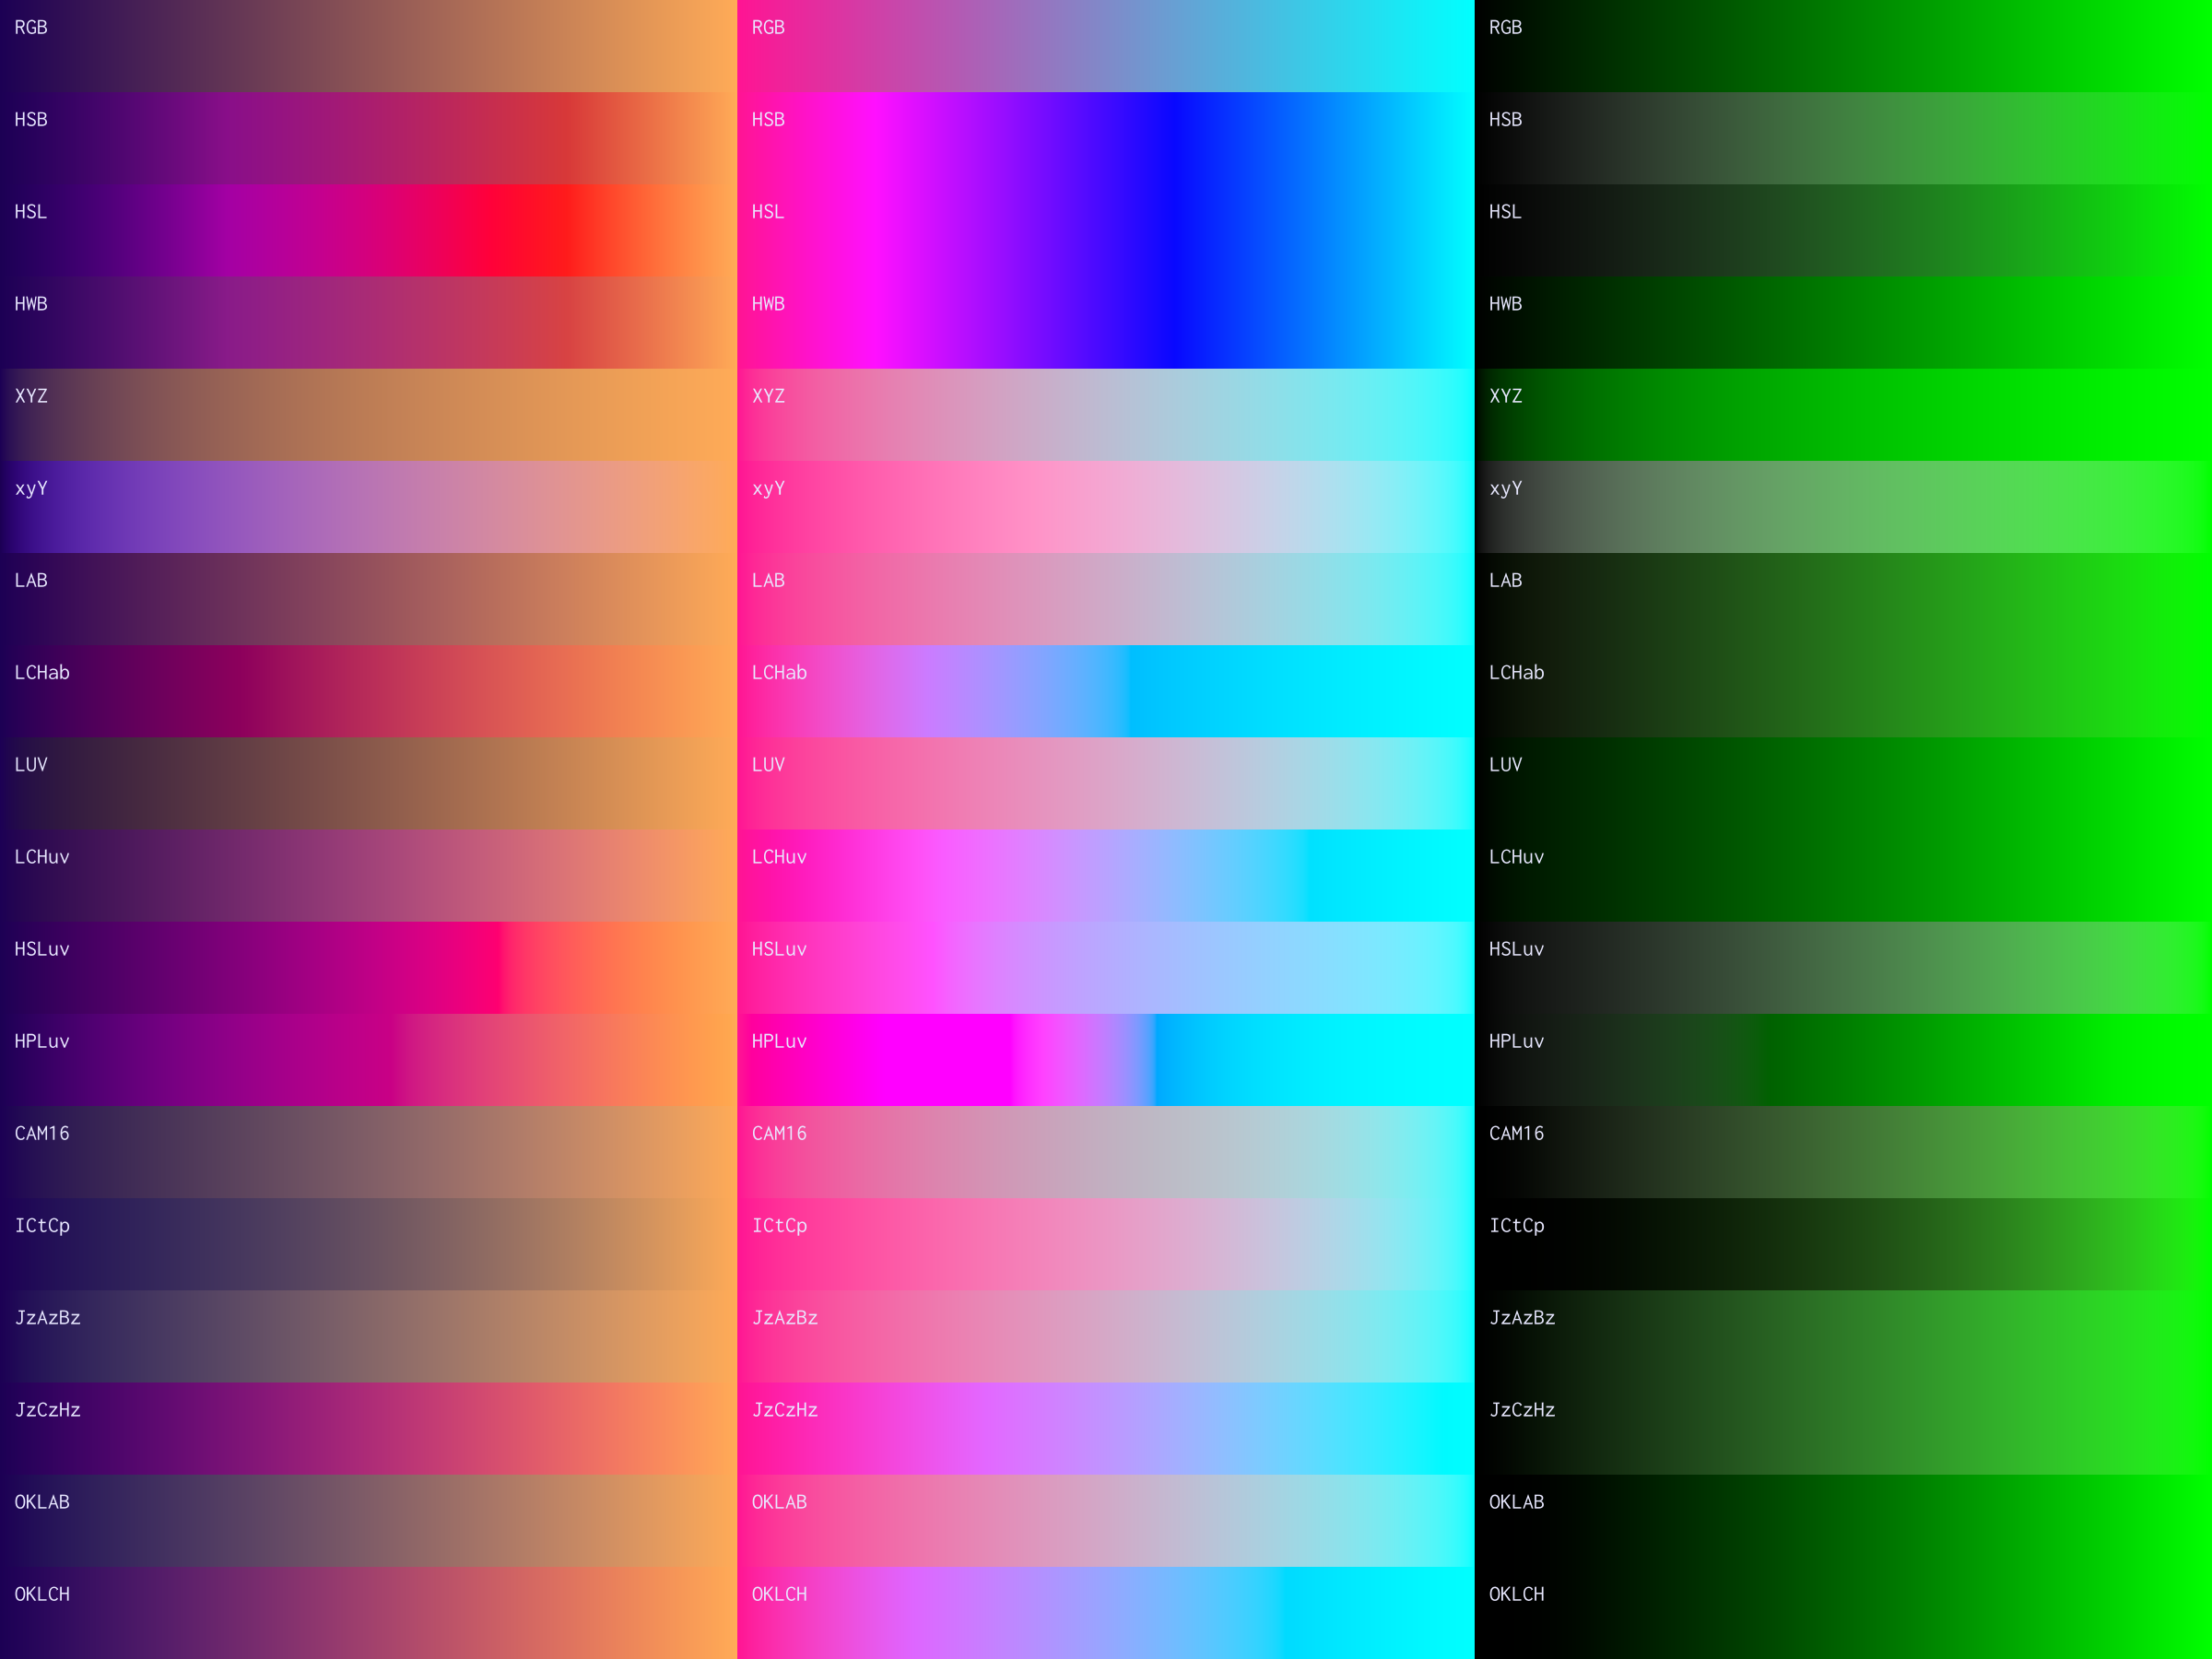 RGB
HSB
HSL
HWB
XYZ
xyY
LAB
LCHab
LUV
LCHuv
HSLuv
HPLuv
CAM16
ICtCp
JzAzBz
JzCzHz
OKLAB
OKLCH
RGB
HSB
HSL
HWB
XYZ
xyY
LAB
LCHab
LUV
LCHuv
HSLuv
HPLuv
CAM16
ICtCp
JzAzBz
JzCzHz
OKLAB
OKLCH
RGB
HSB
HSL
HWB
XYZ
xyY
LAB
LCHab
LUV
LCHuv
HSLuv
HPLuv
CAM16
ICtCp
JzAzBz
JzCzHz
OKLAB
OKLCH